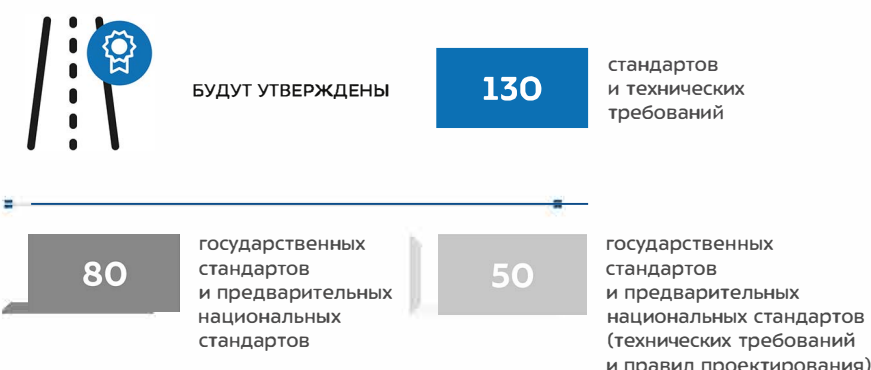 БУДУТ УТВЕРЖДЕНЫ
130
стандартов
и технических
требований
80
государственных
стандартов
и предварительных
национальных
стандартов
50
государственных
стандартов
и предварительных
национальных стандартов
(технических требований
и правил проектирования)